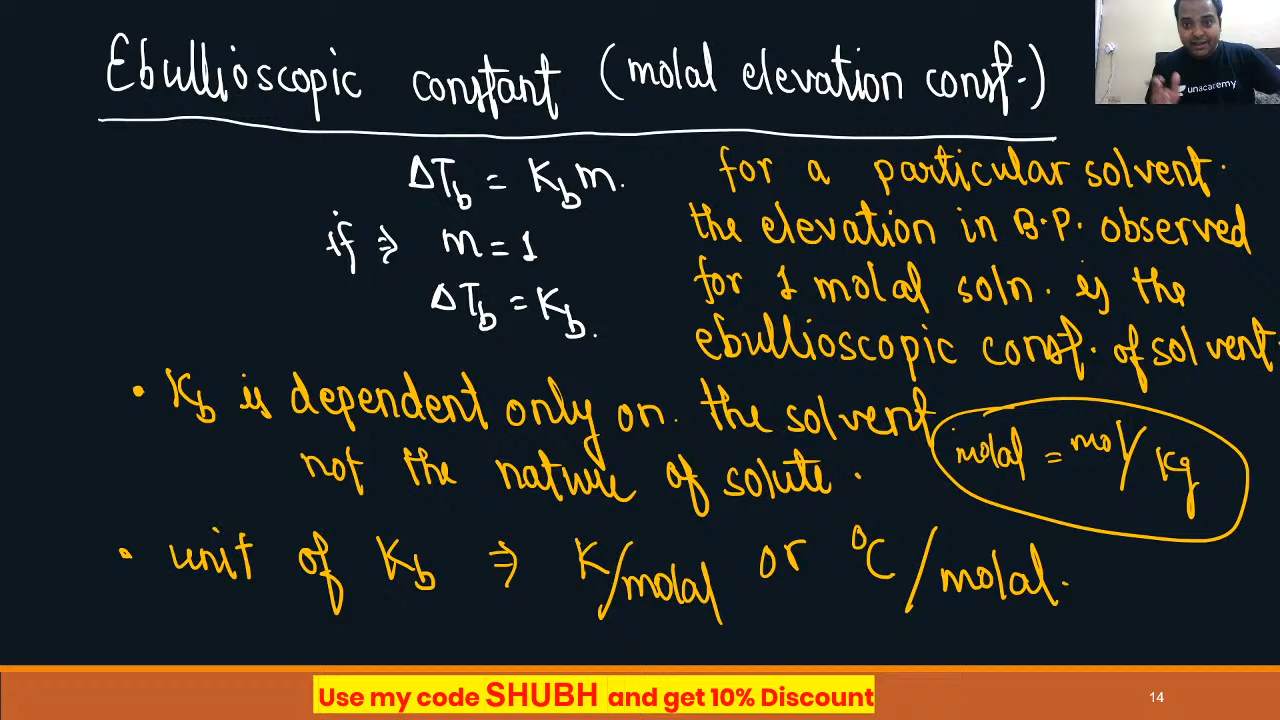 Ebullioscopic constant (molal elevation const.)
unacademy
ΔTb = Kbm.
if ⇒ m = 1
ΔTb = Kb.
for a particular solvent.
the elevation in B.P. observed
for 1 molal soln. is the
ebullioscopic const. of solvent.
• Kb is dependent only on. the solvent
not the nature of solute.
molal = mol/Kg
• unit of Kb ⇒ K/molal or °C/molal.
Use my code SHUBH and get 10% Discount
14